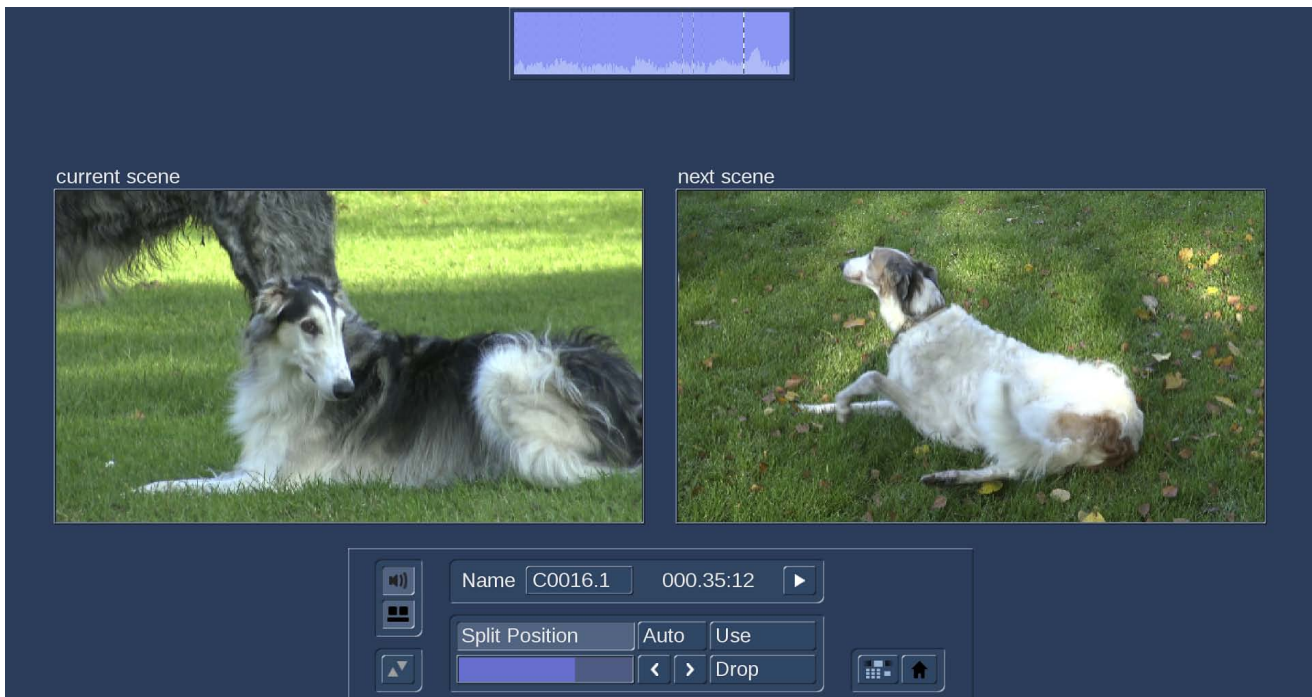 current scene
next scene
Name C0016.1 000.35:12
Split Position Auto Use
Drop